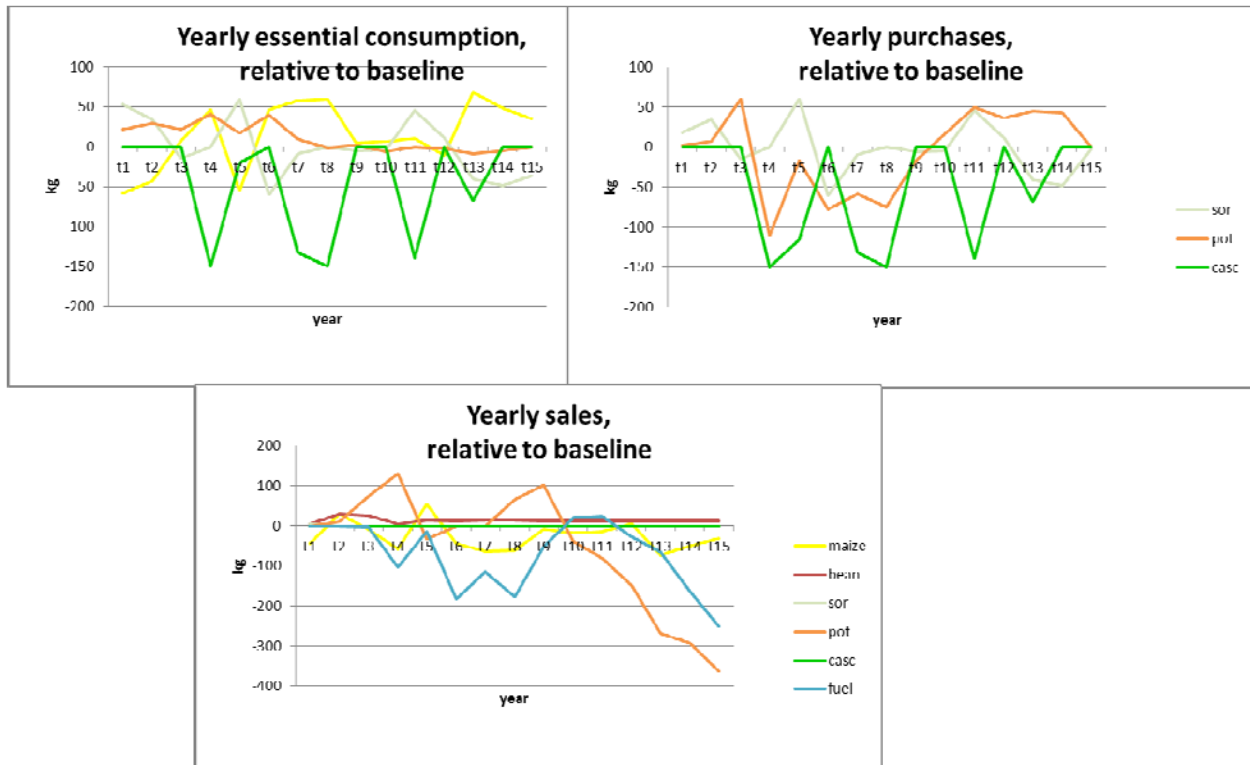 Yearly essential consumption,
relative to baseline
100
50
0
50
100
-150
-200
kg
t1 t2 t3 t4 t5 t6 t7 t8 t9 t10 t11 t12 t13 t14 t15
year
Yearly purchases,
relative to baseline
100
50
0
-50
-100
-150
-200
kg
t1 t2 t3 t4 t5 t6 t7 t8 t9 t10 t11 t12 t13 t14 t15
year
sor
pot
casc
Yearly sales,
relative to baseline
200
100
0
-100
-200
-300
-400
kg
t1 t2 t3 t4 t5 t6 t7 t8 t9 t10 t11 t12 t13 t14 t15
year
maize
bean
sor
pot
casc
fuel